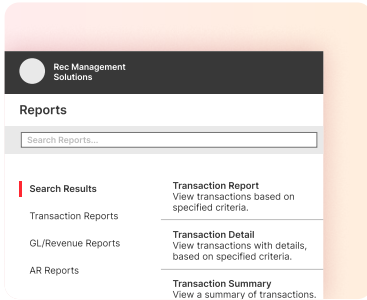 Rec Management
Solutions
Reports
Search Reports...
Search Results
Transaction Reports
GL/Revenue Reports
AR Reports
Transaction Report
View transactions based on
specified criteria.
Transaction Detail
View transactions with details,
based on specified criteria.
Transaction Summary
View a summary of transactions.